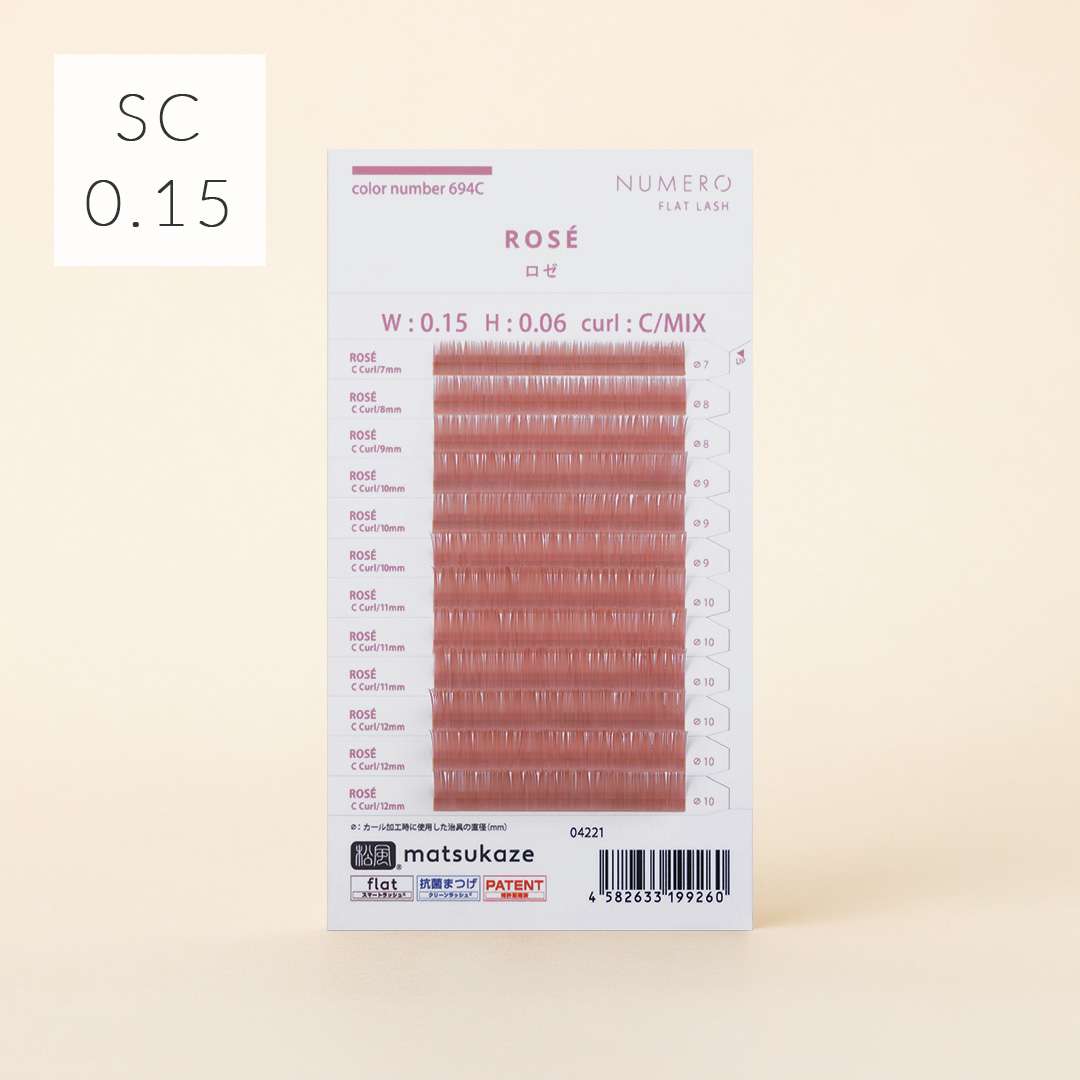 SC
0.15
color number 694C
NUMERO
FLAT LASH
ROSÉ
ロゼ
W : 0.15 H : 0.06 curl : C/MIX
ROSÉ
C Curl/7mm
⌀7
ROSÉ
C Curl/8mm
⌀8
ROSÉ
C Curl/9mm
⌀8
ROSÉ
C Curl/10mm
⌀9
ROSÉ
C Curl/10mm
⌀9
ROSÉ
C Curl/10mm
⌀9
ROSÉ
C Curl/11mm
⌀10
ROSÉ
C Curl/11mm
⌀10
ROSÉ
C Curl/11mm
⌀10
ROSÉ
C Curl/12mm
⌀10
ROSÉ
C Curl/12mm
⌀10
ROSÉ
C Curl/12mm
⌀10
⌀：カール加工時に使用した治具の直径（mm）
04221
松風® matsukaze
flat
スマートラッシュ®
抗菌まつげ
クリーンラッシュ®
PATENT
4 582633 199260